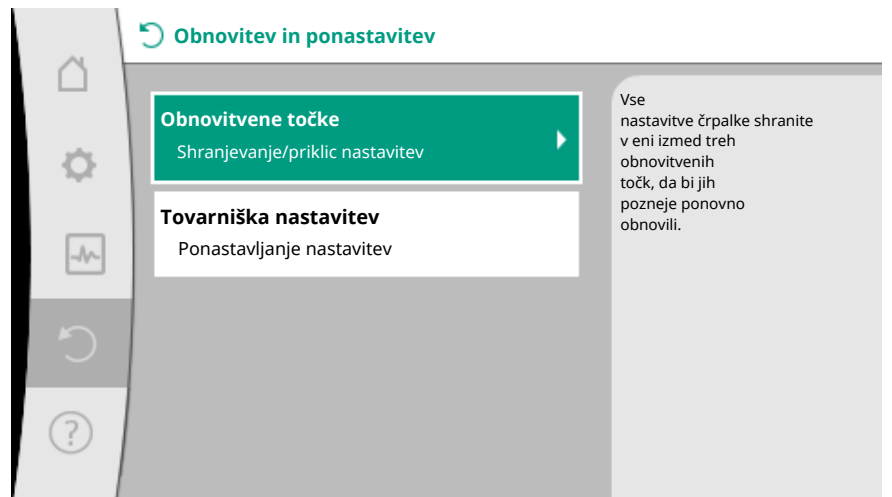 Obnovitev in ponastavitev
Obnovitvene točke
Shranjevanje/priklic nastavitev
Tovarniška nastavitev
Ponastavljanje nastavitev
Vse
nastavitve črpalke shranite
v eni izmed treh
obnovitvenih
točk, da bi jih
pozneje ponovno
obnovili.